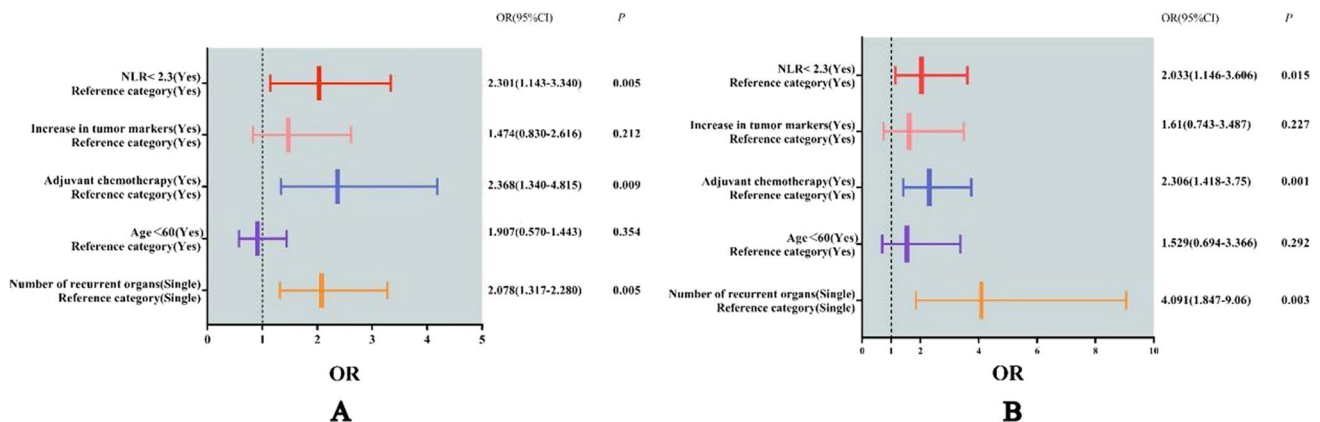 OR(95%CI) P
NLR< 2.3(Yes)
Reference category(Yes)
2.301(1.143-3.340) 0.005
Increase in tumor markers(Yes)
Reference category(Yes)
1.474(0.830-2.616) 0.212
Adjuvant chemotherapy(Yes)
Reference category(Yes)
2.368(1.340-4.815) 0.009
Age<60(Yes)
Reference category(Yes)
1.907(0.570-1.443) 0.354
Number of recurrent organs(Single)
Reference category(Single)
2.078(1.317-2.280) 0.005
0 1 2 3 4 5
OR
A
OR(95%CI) P
NLR< 2.3(Yes)
Reference category(Yes)
2.033(1.146-3.606) 0.015
Increase in tumor markers(Yes)
Reference category(Yes)
1.61(0.743-3.487) 0.227
Adjuvant chemotherapy(Yes)
Reference category(Yes)
2.306(1.418-3.75) 0.001
Age<60(Yes)
Reference category(Yes)
1.529(0.694-3.366) 0.292
Number of recurrent organs(Single)
Reference category(Single)
4.091(1.847-9.06) 0.003
0 1 2 4 6 8 10
OR
B